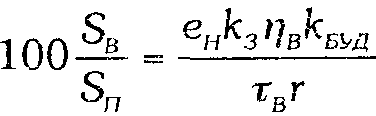 100 S_В / S_П = e_Н k_З η_В k_БУД / τ_В r